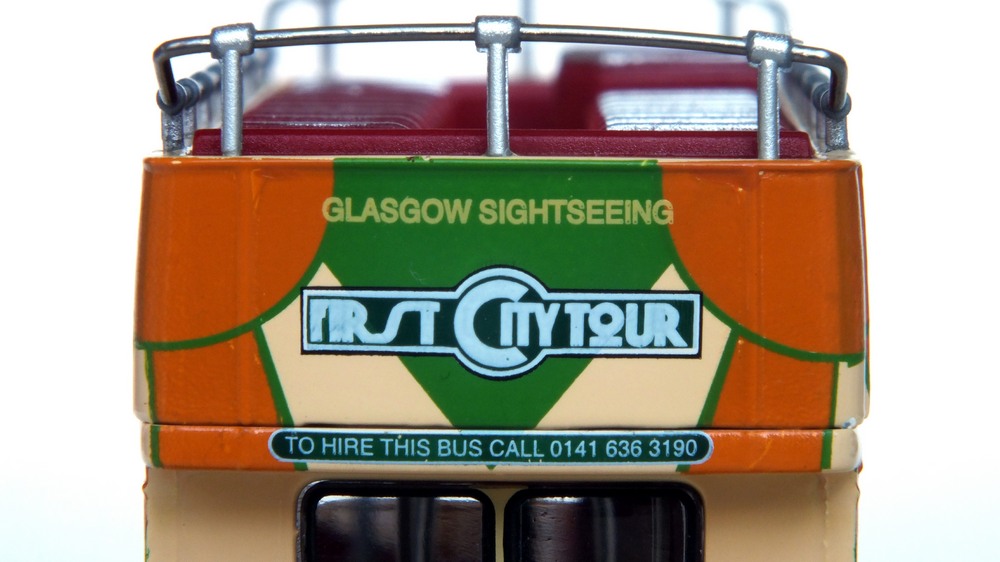 GLASGOW SIGHTSEEING
FIRST CITY TOUR
TO HIRE THIS BUS CALL 0141 636 3190